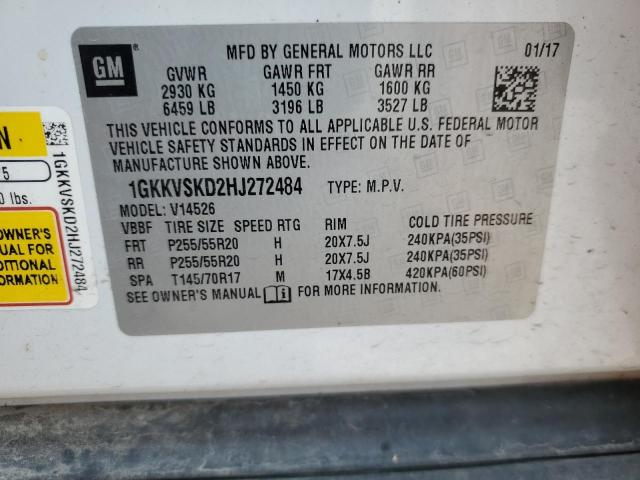 GM
MFD BY GENERAL MOTORS LLC 01/17
GVWR GAWR FRT GAWR RR
2930 KG 1450 KG 1600 KG
6459 LB 3196 LB 3527 LB
THIS VEHICLE CONFORMS TO ALL APPLICABLE U.S. FEDERAL MOTOR
VEHICLE SAFETY STANDARDS IN EFFECT ON THE DATE OF
MANUFACTURE SHOWN ABOVE.
1GKKVSKD2HJ272484 TYPE: M.P.V.
MODEL: V14526
VBBF TIRE SIZE SPEED RTG RIM COLD TIRE PRESSURE
FRT P255/55R20 H 20X7.5J 240KPA(35PSI)
RR P255/55R20 H 20X7.5J 240KPA(35PSI)
SPA T145/70R17 M 17X4.5B 420KPA(60PSI)
SEE OWNER'S MANUAL FOR MORE INFORMATION.
N
5
0 lbs.
OWNER'S
UAL FOR
DITIONAL
ORMATION
1GKKVSKD2HJ272484